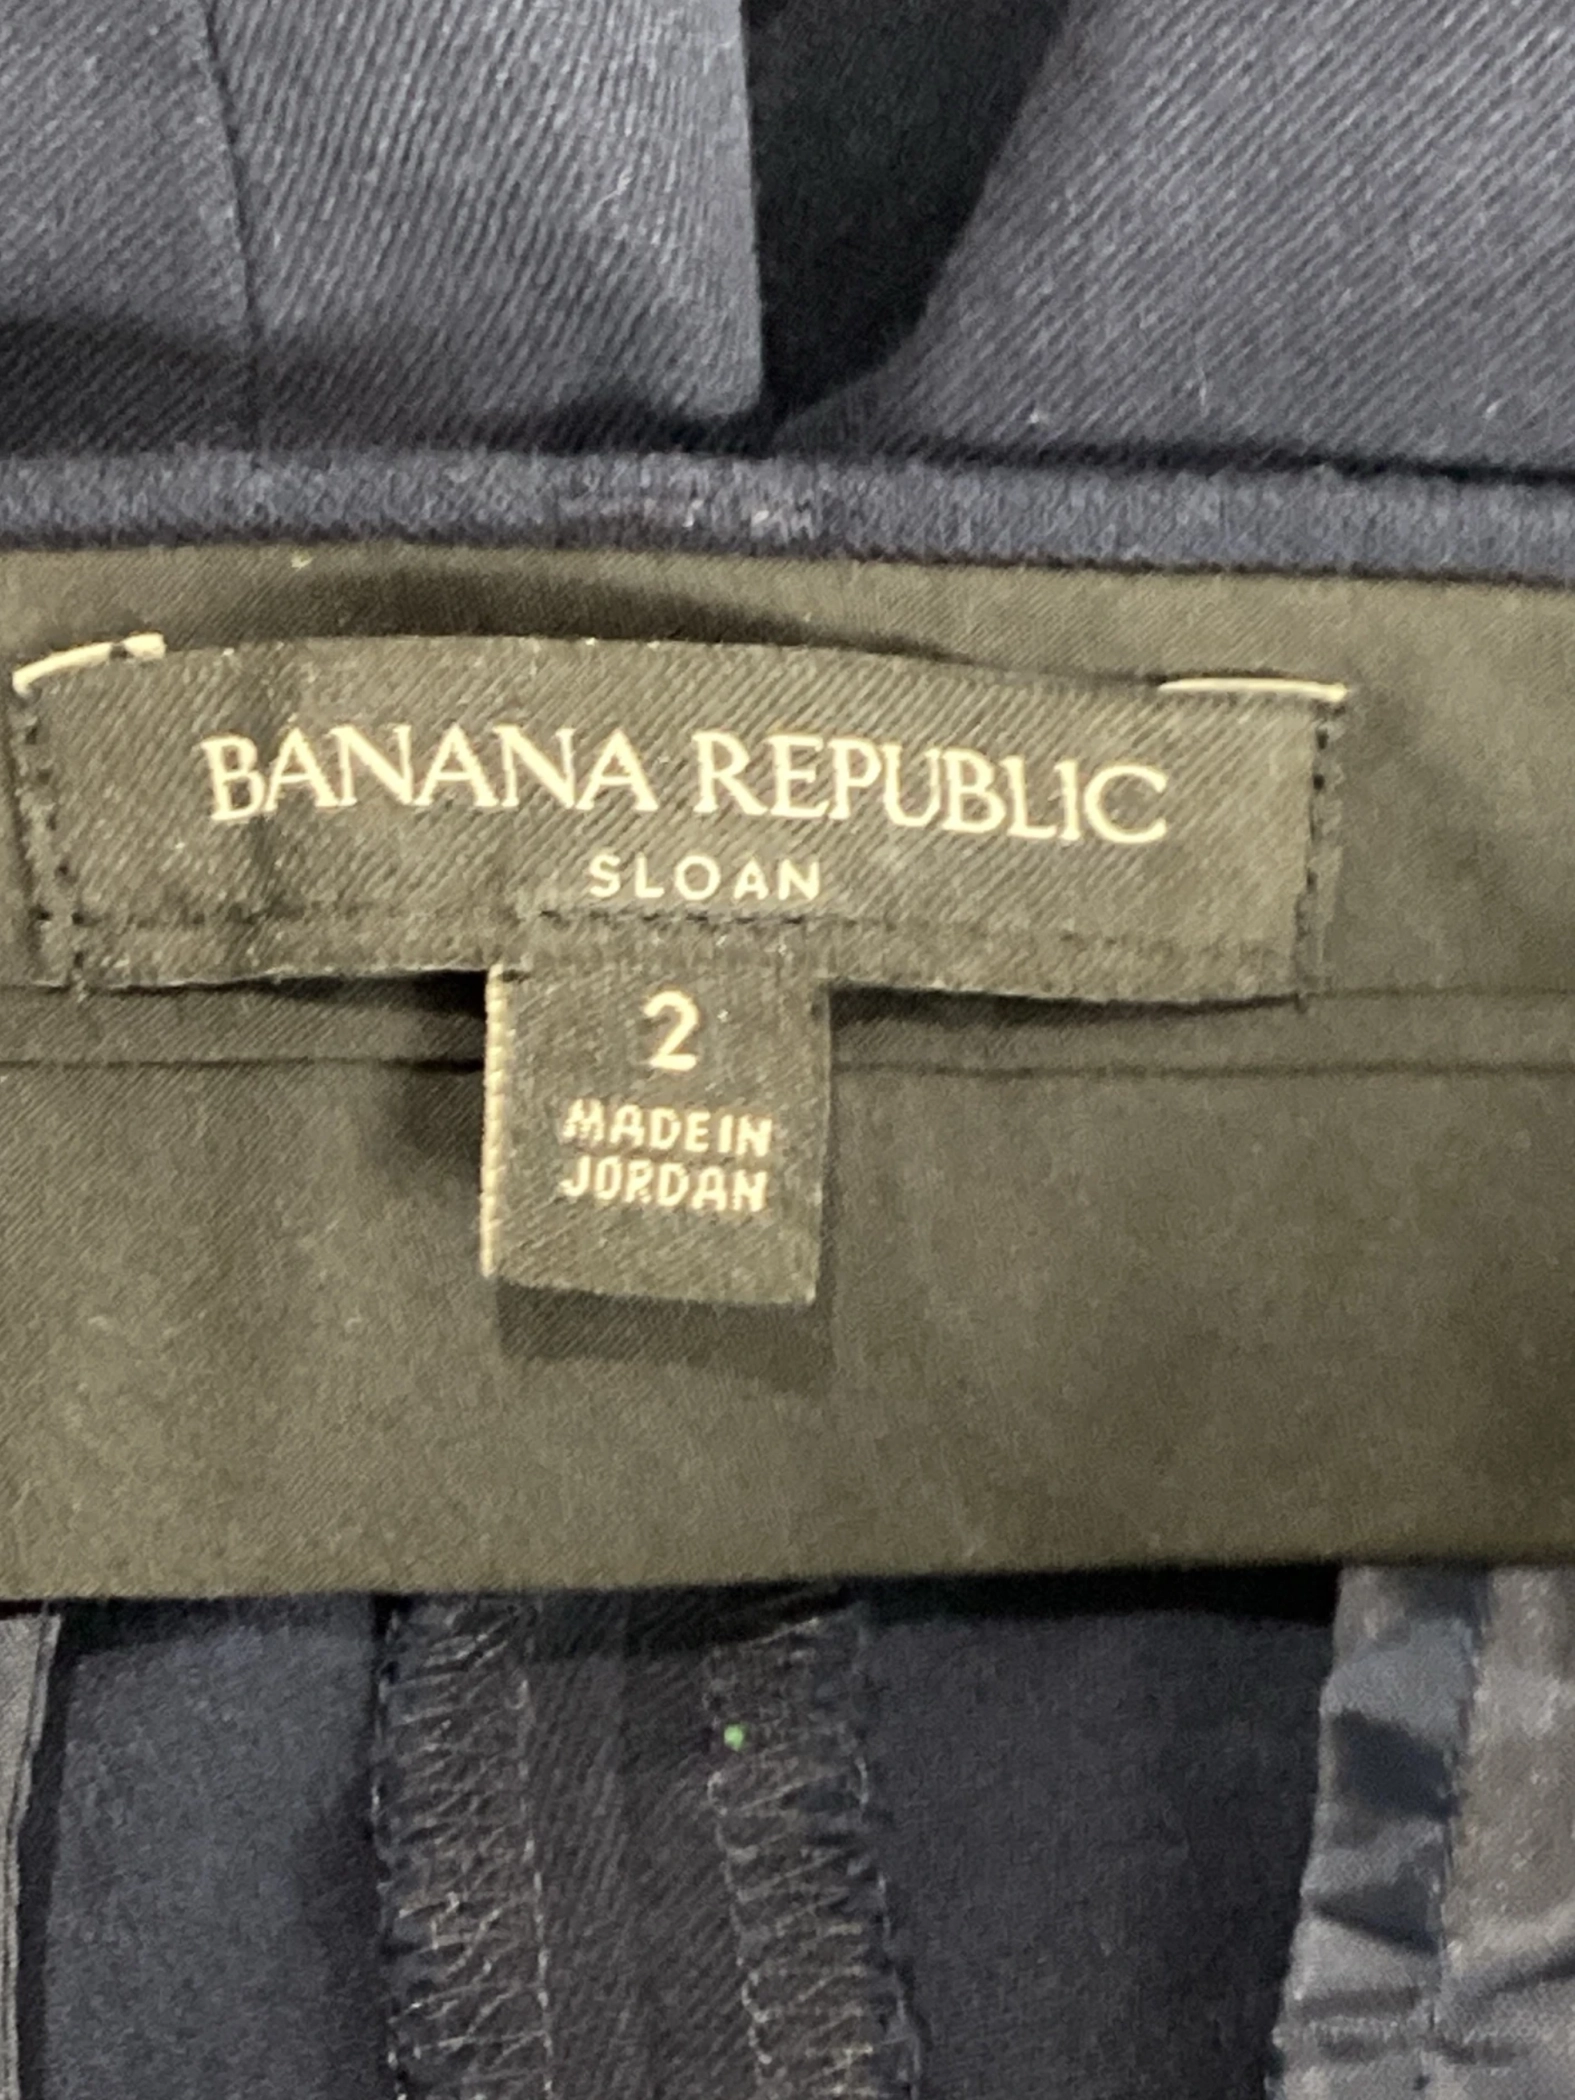 BANANA REPUBLIC
SLOAN
2
MADE IN
JORDAN